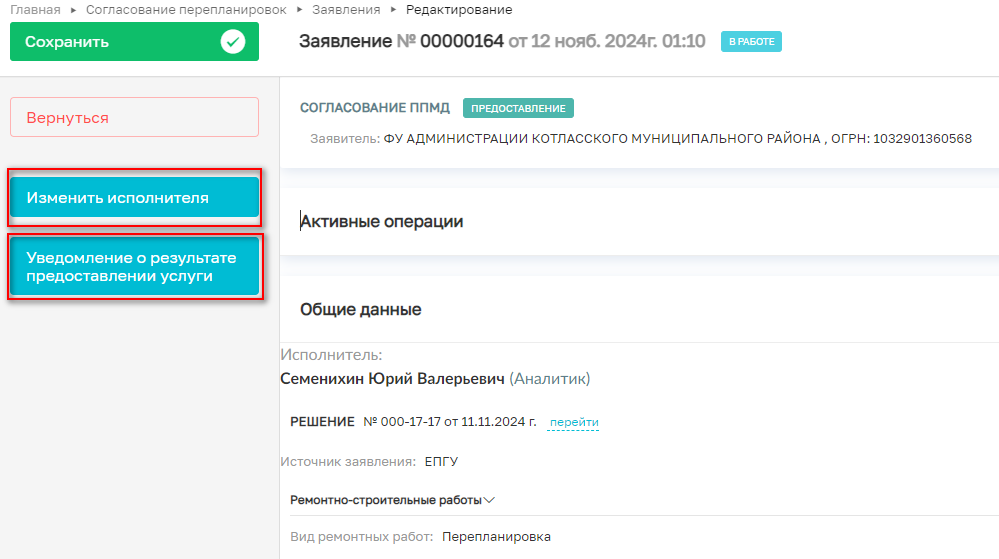 Главная ▸ Согласование перепланировок ▸ Заявления ▸ Редактирование
Сохранить
Заявление № 00000164 от 12 нояб. 2024г. 01:10 В РАБОТЕ
Вернуться
СОГЛАСОВАНИЕ ППМД ПРЕДОСТАВЛЕНИЕ
Заявитель: ФУ АДМИНИСТРАЦИИ КОТЛАССКОГО МУНИЦИПАЛЬНОГО РАЙОНА , ОГРН: 1032901360568
Изменить исполнителя
Уведомление о результате
предоставлении услуги
Активные операции
Общие данные
Исполнитель:
Семенихин Юрий Валерьевич (Аналитик)
РЕШЕНИЕ № 000-17-17 от 11.11.2024 г. перейти
Источник заявления: ЕПГУ
Ремонтно-строительные работы
Вид ремонтных работ: Перепланировка